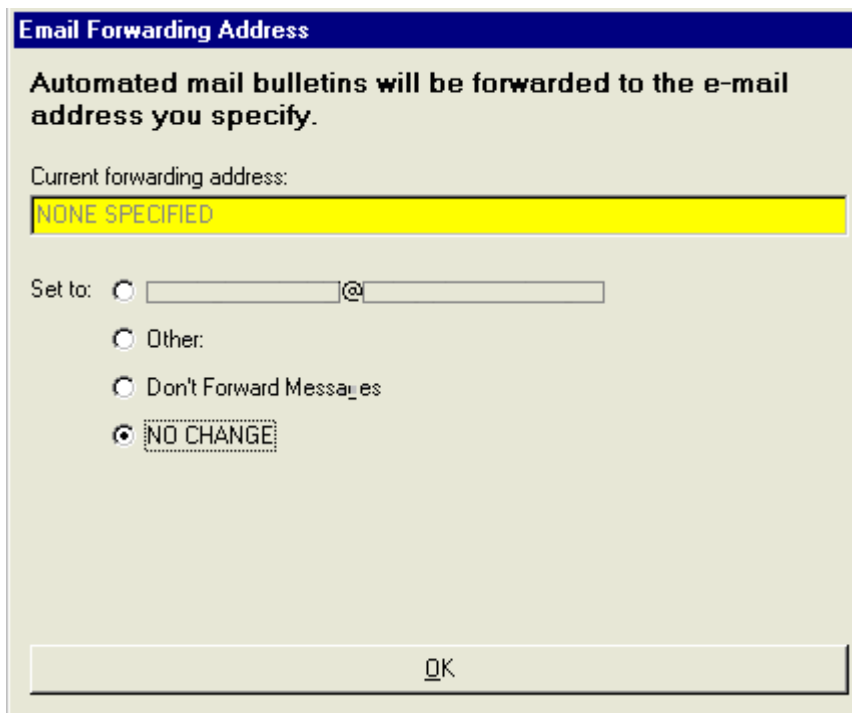 Email Forwarding Address
Automated mail bulletins will be forwarded to the e-mail
address you specify.
Current forwarding address:
NONE SPECIFIED
Set to: @
Other:
Don't Forward Messages
NO CHANGE
OK